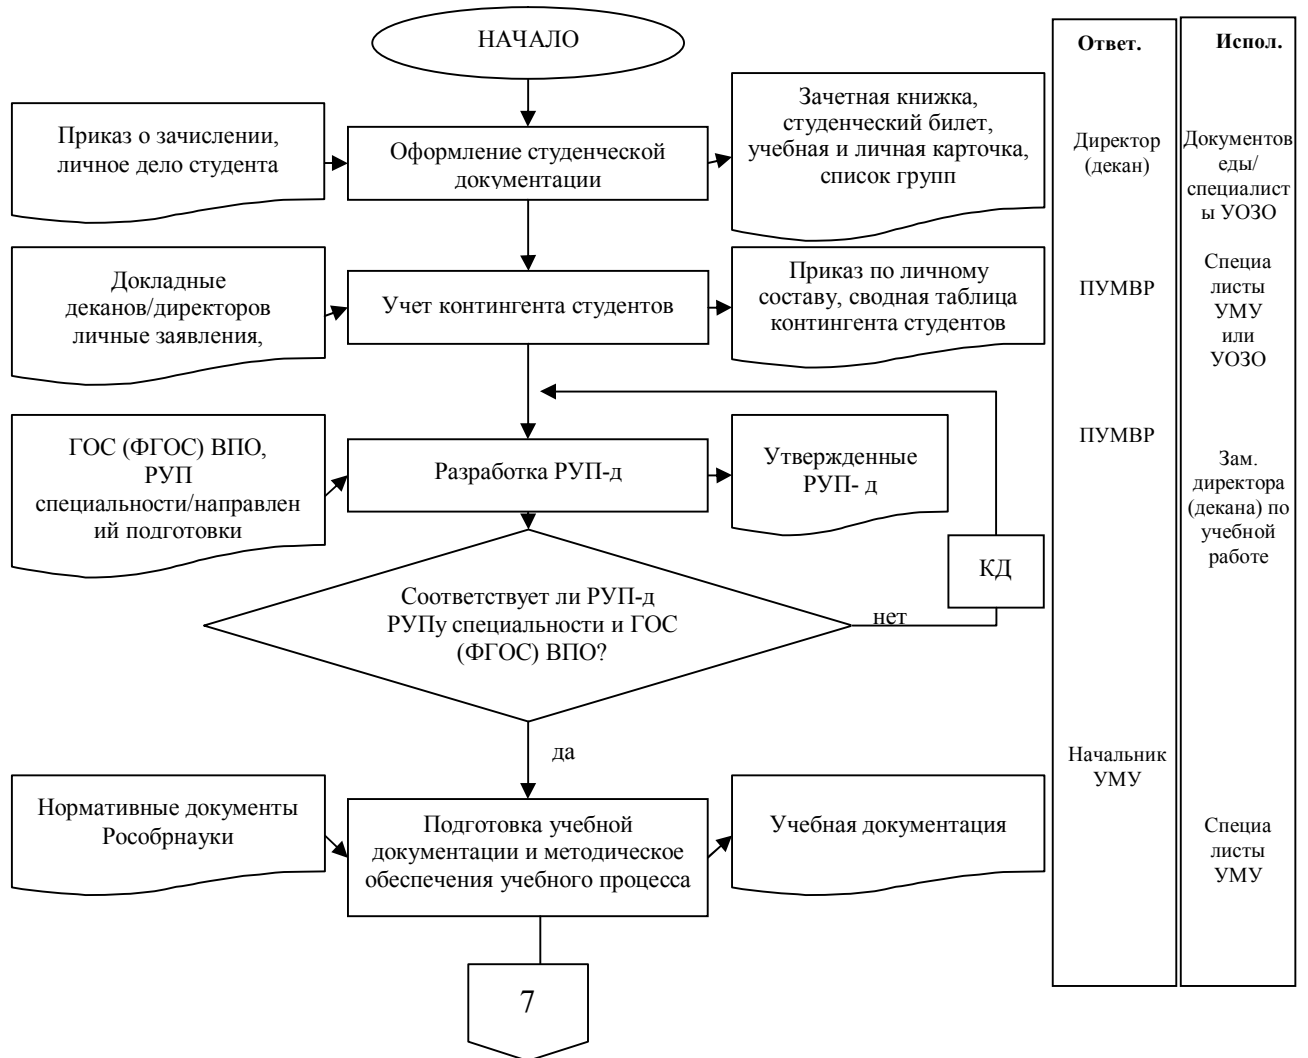 НАЧАЛО
Ответ.
Испол.
Приказ о зачислении,
личное дело студента
Оформление студенческой
документации
Зачетная книжка,
студенческий билет,
учебная и личная карточка,
список групп
Директор
(декан)
Документов
еды/
специалист
ы УОЗО
Докладные
деканов/директоров
личные заявления,
Учет контингента студентов
Приказ по личному
составу, сводная таблица
контингента студентов
ПУМВР
Специа
листы
УМУ
или
УОЗО
ГОС (ФГОС) ВПО,
РУП
специальности/направлен
ий подготовки
Разработка РУП-д
Утвержденные
РУП- д
ПУМВР
Зам.
директора
(декана) по
учебной
работе
КД
Соответствует ли РУП-д
РУПу специальности и ГОС
(ФГОС) ВПО?
нет
да
Нормативные документы
Рособрнауки
Подготовка учебной
документации и методическое
обеспечения учебного процесса
Учебная документация
Начальник
УМУ
Специа
листы
УМУ
7